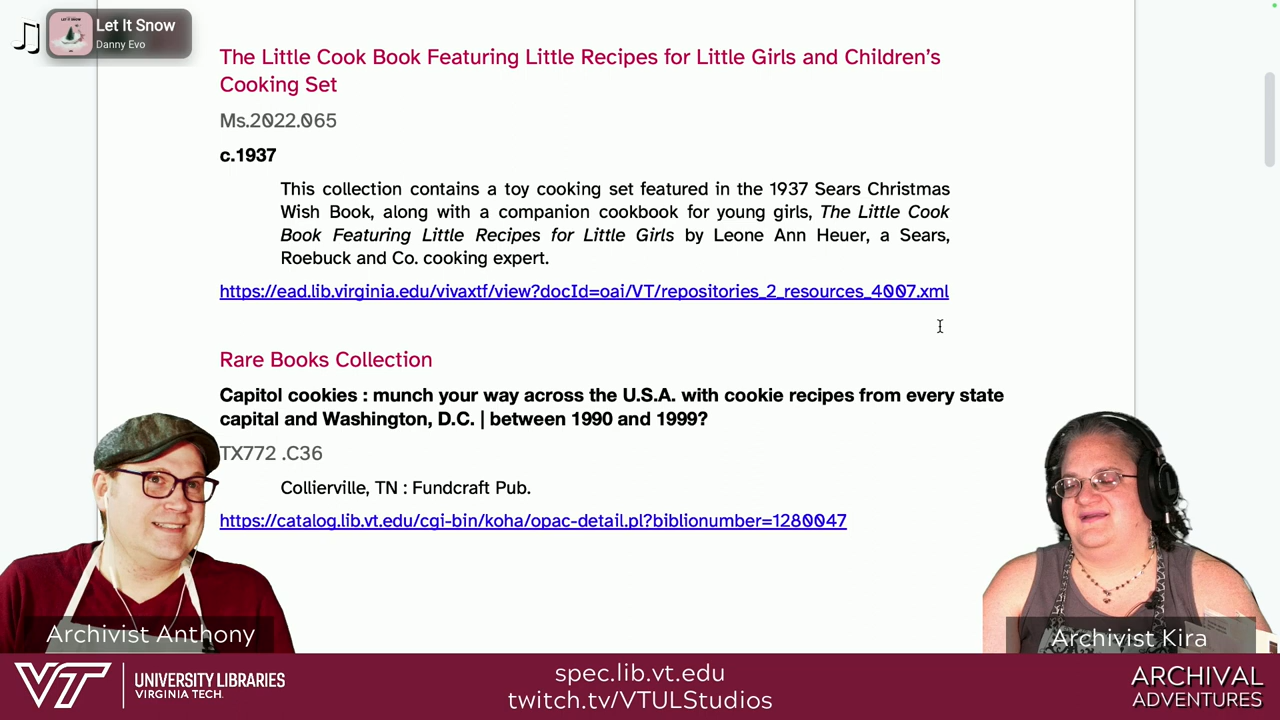 Let It Snow
Danny Evo
The Little Cook Book Featuring Little Recipes for Little Girls and Children's
Cooking Set
Ms.2022.065
c.1937
This collection contains a toy cooking set featured in the 1937 Sears Christmas
Wish Book, along with a companion cookbook for young girls, The Little Cook
Book Featuring Little Recipes for Little Girls by Leone Ann Heuer, a Sears,
Roebuck and Co. cooking expert.
https://ead.lib.virginia.edu/vivaxtf/view?docId=oai/VT/repositories_2_resources_4007.xml
Rare Books Collection
Capitol cookies : munch your way across the U.S.A. with cookie recipes from every state
capital and Washington, D.C. | between 1990 and 1999?
TX772 .C36
Collierville, TN : Fundcraft Pub.
https://catalog.lib.vt.edu/cgi-bin/koha/opac-detail.pl?biblionumber=1280047
Archivist Anthony
Archivist Kira
VT
UNIVERSITY LIBRARIES
VIRGINIA TECH
spec.lib.vt.edu
twitch.tv/VTULStudios
ARCHIVAL
ADVENTURES